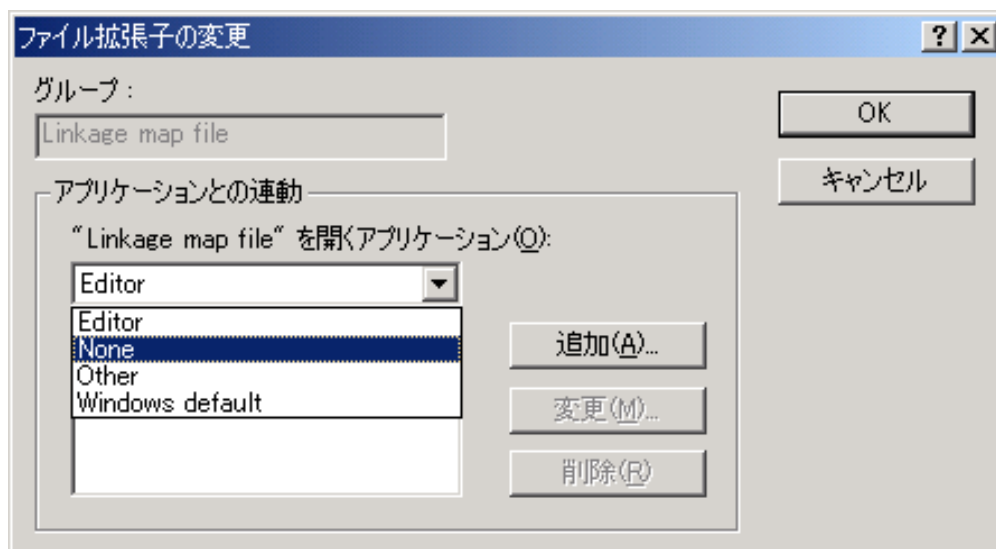 ファイル拡張子の変更
グループ :
Linkage map file
OK
キャンセル
アプリケーションとの連動
"Linkage map file" を開くアプリケーション(O):
Editor
Editor
None
Other
Windows default
追加(A)...
変更(M)...
削除(R)